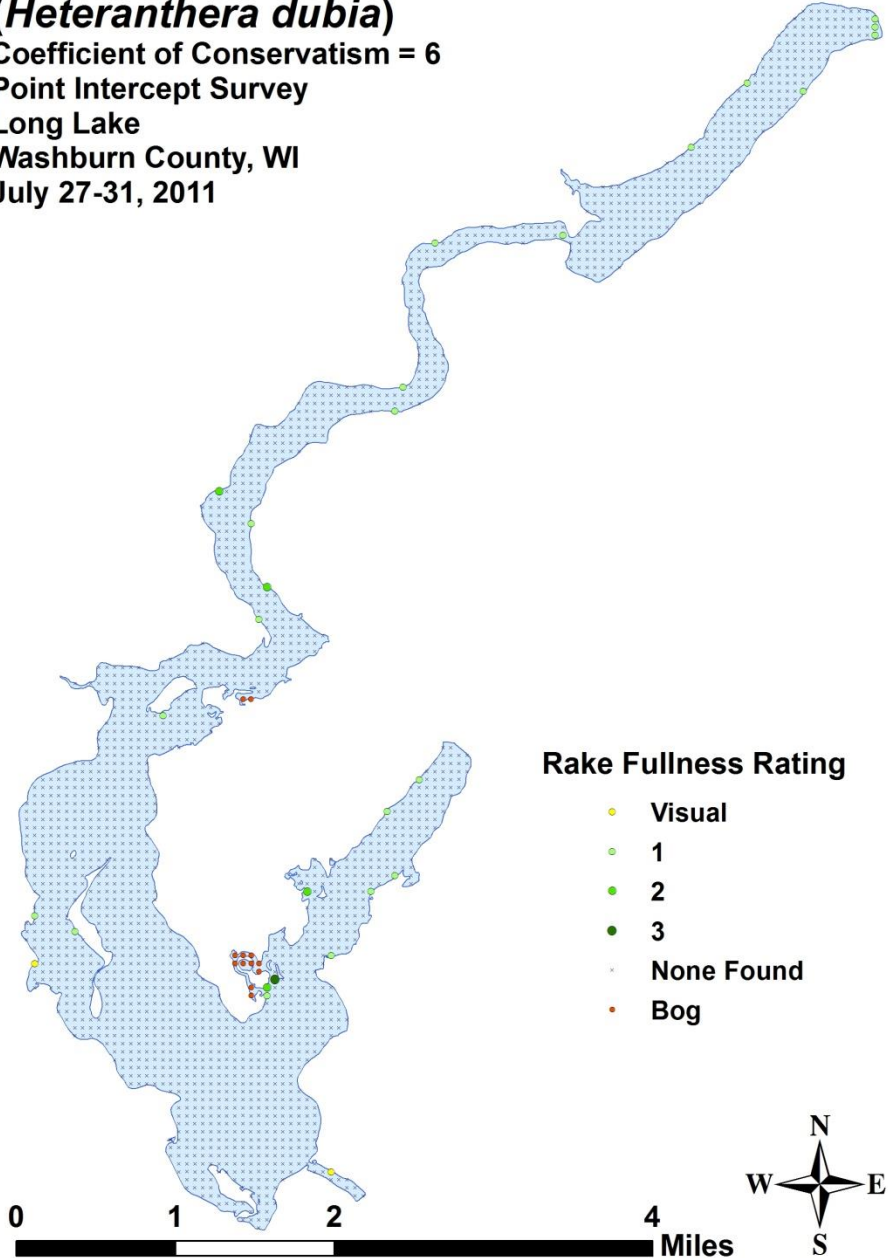 (Heteranthera dubia)
Coefficient of Conservatism = 6
Point Intercept Survey
Long Lake
Washburn County, WI
July 27-31, 2011
Rake Fullness Rating
Visual
1
2
3
None Found
Bog
N
W E
S
0 1 2 4
Miles